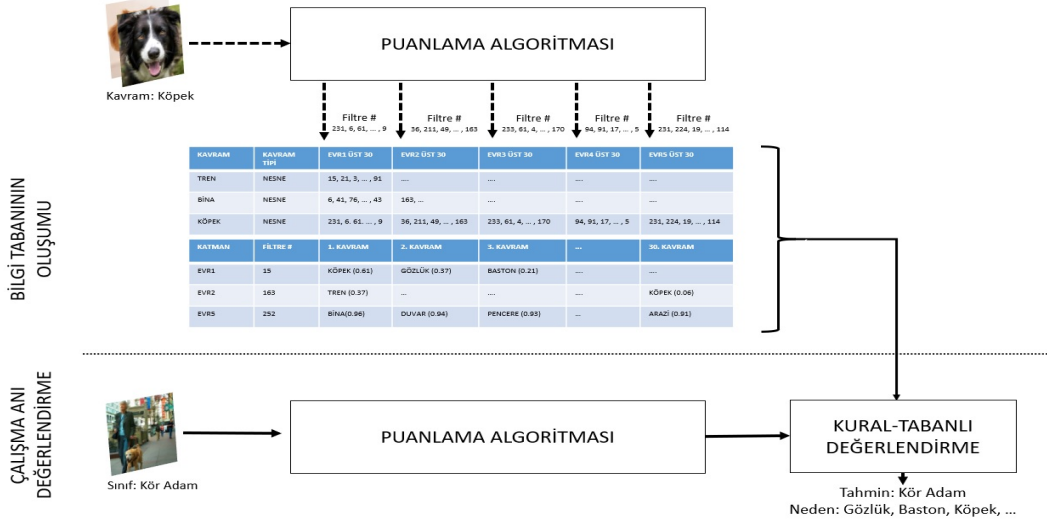 PUANLAMA ALGORİTMASI
Kavram: Köpek
Filtre # Filtre # Filtre # Filtre # Filtre #
231, 6, 61, ... , 9 36, 211, 49, ... , 163 233, 61, 4, ... , 170 94, 91, 17, ... , 5 231, 224, 19, ... , 114
BİLGİ TABANININ
OLUŞUMU
KAVRAM KAVRAM TİPİ EVR1 ÜST 30 EVR2 ÜST 30 EVR3 ÜST 30 EVR4 ÜST 30 EVR5 ÜST 30
TREN NESNE 15, 21, 3, ... , 91 .... .... .... ....
BİNA NESNE 6, 41, 76, ... , 43 163, ... .... .... ....
KÖPEK NESNE 231, 6. 61. ... , 9 36, 211, 49, ... , 163 233, 61, 4, ... , 170 94, 91, 17, ... , 5 231, 224, 19, ... , 114
KATMAN FİLTRE # 1. KAVRAM 2. KAVRAM 3. KAVRAM ... 30. KAVRAM
EVR1 15 KÖPEK (0.61) GÖZLÜK (0.37) BASTON (0.21) .... ....
EVR2 163 TREN (0.37) ... .... .... KÖPEK (0.06)
EVR5 252 BİNA(0.96) DUVAR (0.94) PENCERE (0.93) ... ARAZİ (0.91)
ÇALIŞMA ANI
DEĞERLENDİRME
Sınıf: Kör Adam
PUANLAMA ALGORİTMASI
KURAL-TABANLI
DEĞERLENDİRME
Tahmin: Kör Adam
Neden: Gözlük, Baston, Köpek, ...